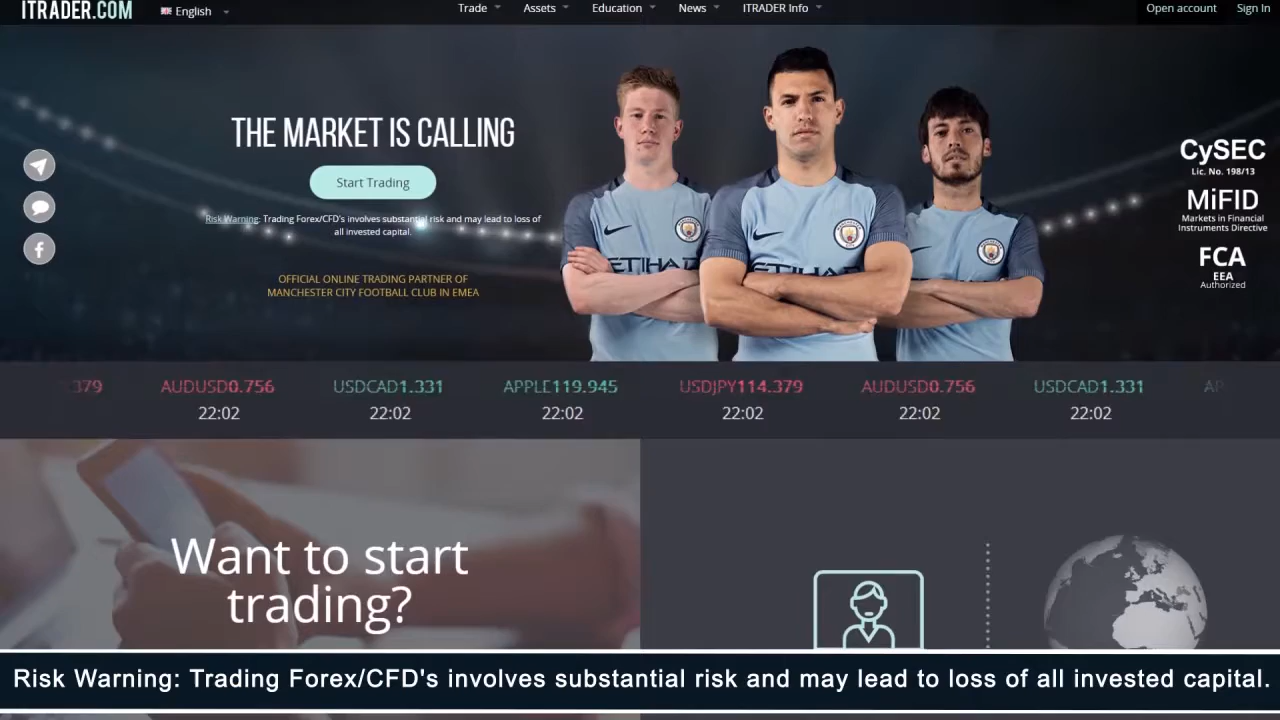 ITRADER.COM
English
Trade
Assets
Education
News
ITRADER Info
Open account
Sign In
THE MARKET IS CALLING
Start Trading
Risk Warning: Trading Forex/CFD's involves substantial risk and may lead to loss of
all invested capital.
OFFICIAL ONLINE TRADING PARTNER OF
MANCHESTER CITY FOOTBALL CLUB IN EMEA
ETIHAD
ETIHAD
CySEC
Lic. No. 198/13
MiFID
Markets in Financial
Instruments Directive
FCA
EEA
Authorized
.379 AUDUSD0.756 USDCAD1.331 APPLE119.945 USDJPY114.379 AUDUSD0.756 USDCAD1.331 AP
22:02 22:02 22:02 22:02 22:02 22:02
Want to start
trading?
Risk Warning: Trading Forex/CFD's involves substantial risk and may lead to loss of all invested capital.